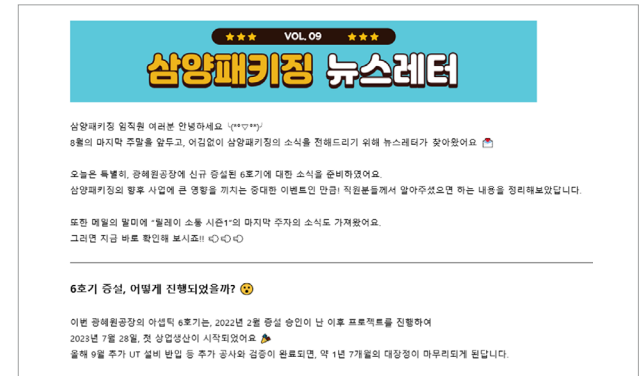 ★★★ VOL. 09 ★★★
삼양패키징 뉴스레터
삼양패키징 임직원 여러분 안녕하세요 ╰(*°▽°*)╯
8월의 마지막 주말을 앞두고, 어김없이 삼양패키징의 소식을 전해드리기 위해 뉴스레터가 찾아왔어요 💌
오늘은 특별히, 광혜원공장에 신규 증설된 6호기에 대한 소식을 준비하였어요.
삼양패키징의 향후 사업에 큰 영향을 끼치는 중대한 이벤트인 만큼! 직원분들께서 알아주셨으면 하는 내용을 정리해보았답니다.
또한 메일의 말미에 "릴레이 소통 시즌1"의 마지막 주자의 소식도 가져왔어요.
그러면 지금 바로 확인해 보시죠!!
6호기 증설, 어떻게 진행되었을까? 😮
이번 광혜원공장의 아셉틱 6호기는, 2022년 2월 증설 승인이 난 이후 프로젝트를 진행하여
2023년 7월 28일, 첫 상업생산이 시작되었어요 🎉
올해 9월 추가 UT 설비 반입 등 추가 공사와 검증이 완료되면, 약 1년 7개월의 대장정이 마무리되게 된답니다.